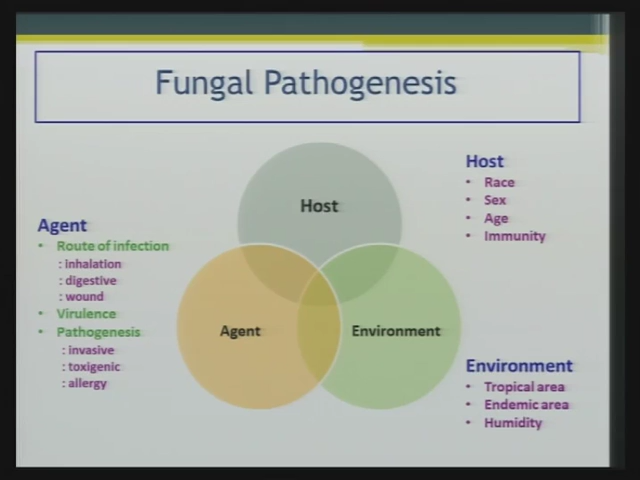 Fungal Pathogenesis
Host
• Race
• Sex
• Age
• Immunity
Host
Agent
• Route of infection
: inhalation
: digestive
: wound
• Virulence
• Pathogenesis
: invasive
: toxigenic
: allergy
Agent
Environment
Environment
• Tropical area
• Endemic area
• Humidity